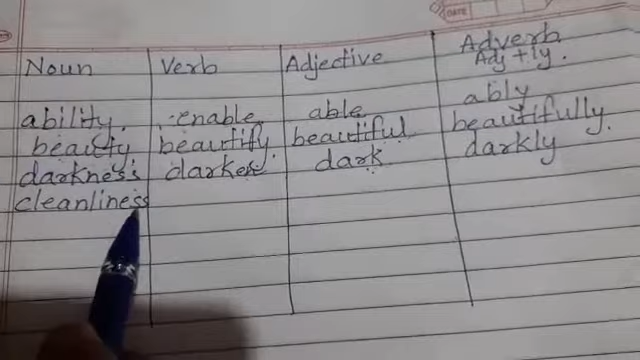 DATE
Noun Verb Adjective Adverb
Adj + ly.
ability. enable able ably
beauty beautify beautiful beautifully.
darkness darken dark darkly
cleanliness